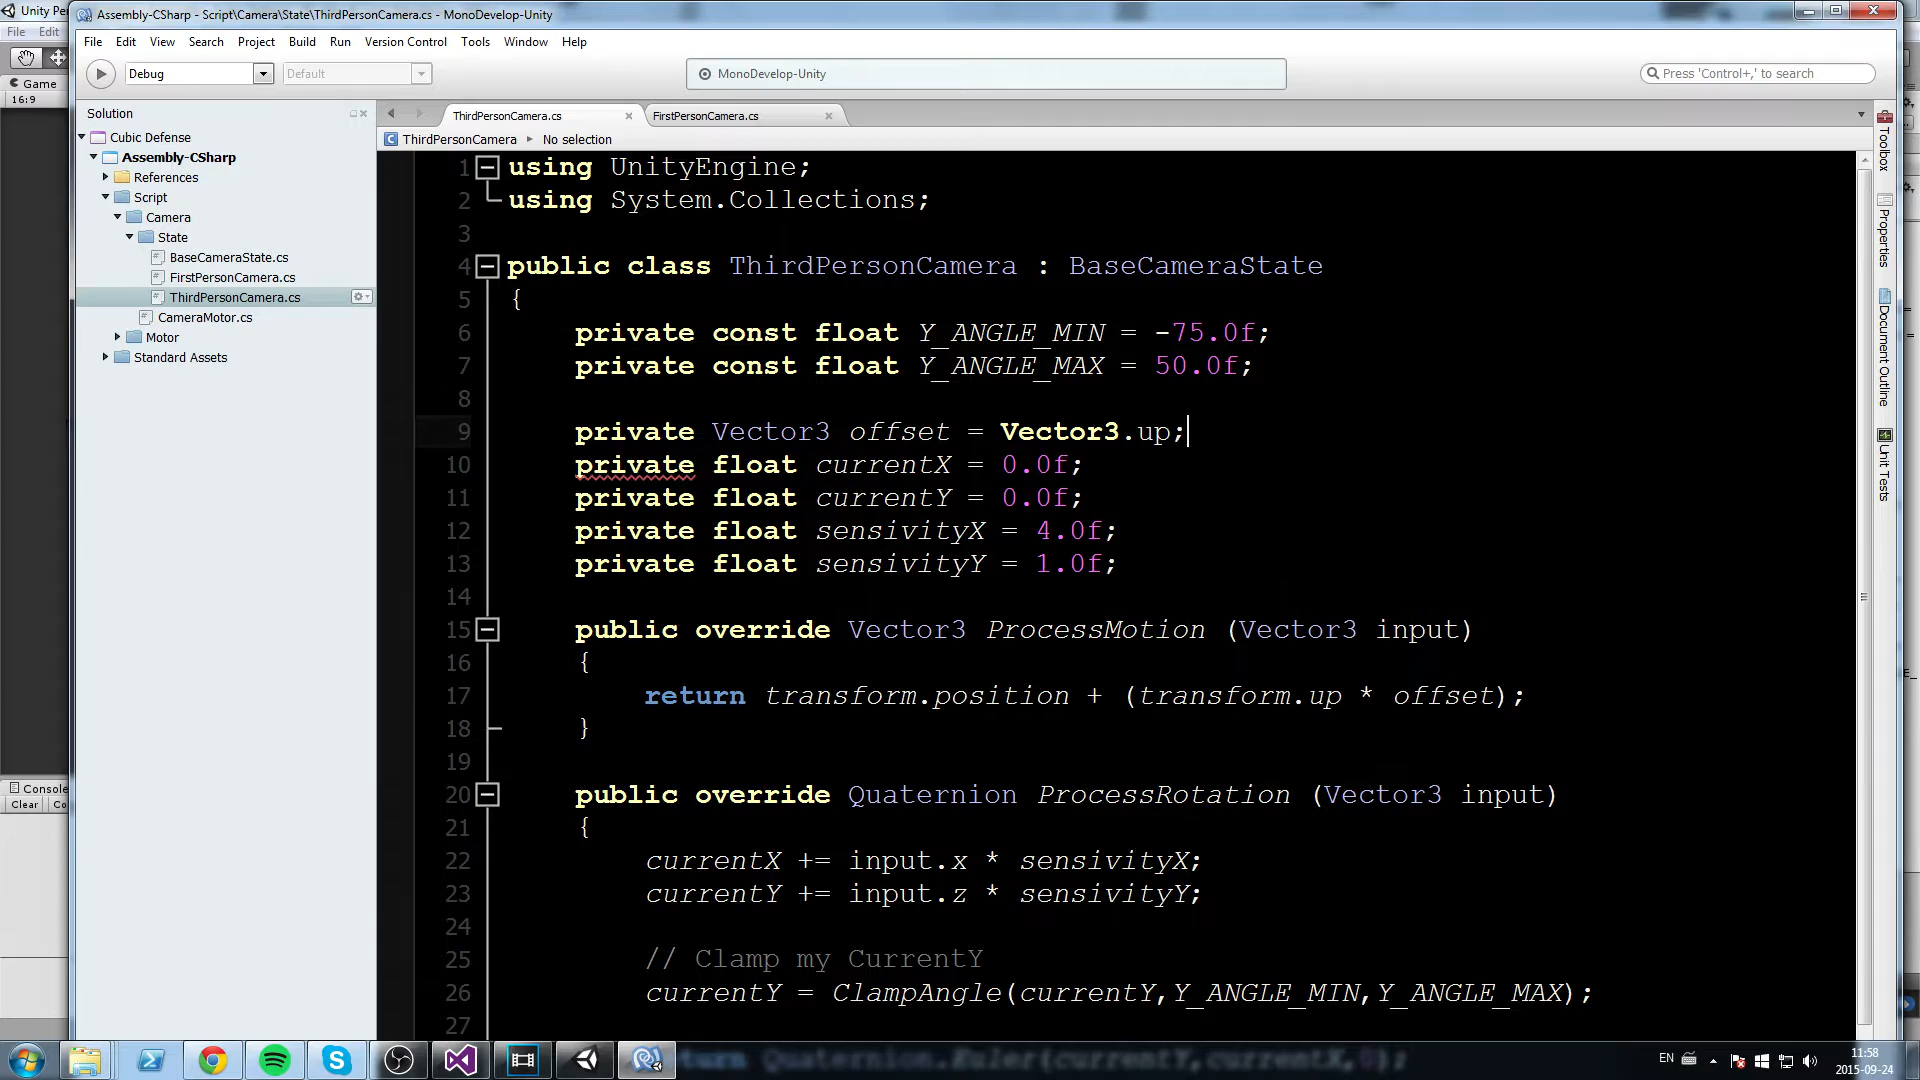 Unity Per
File Edit
Game
16:9
Console
Clear Co
Assembly-CSharp - Script\Camera\State\ThirdPersonCamera.cs - MonoDevelop-Unity
File Edit View Search Project Build Run Version Control Tools Window Help
Debug Default MonoDevelop-Unity Press 'Control+,' to search
Solution
Cubic Defense
Assembly-CSharp
References
Script
Camera
State
BaseCameraState.cs
FirstPersonCamera.cs
ThirdPersonCamera.cs
CameraMotor.cs
Motor
Standard Assets
ThirdPersonCamera.cs FirstPersonCamera.cs
ThirdPersonCamera No selection
1 using UnityEngine;
2 using System.Collections;
3
4 public class ThirdPersonCamera : BaseCameraState
5 {
6 private const float Y_ANGLE_MIN = -75.0f;
7 private const float Y_ANGLE_MAX = 50.0f;
8
9 private Vector3 offset = Vector3.up;
10 private float currentX = 0.0f;
11 private float currentY = 0.0f;
12 private float sensivityX = 4.0f;
13 private float sensivityY = 1.0f;
14
15 public override Vector3 ProcessMotion (Vector3 input)
16 {
17 return transform.position + (transform.up * offset);
18 }
19
20 public override Quaternion ProcessRotation (Vector3 input)
21 {
22 currentX += input.x * sensivityX;
23 currentY += input.z * sensivityY;
24
25 // Clamp my CurrentY
26 currentY = ClampAngle(currentY,Y_ANGLE_MIN,Y_ANGLE_MAX);
27
Toolbox
Properties
Document Outline
Unit Tests
EN
11:58
2015-09-24